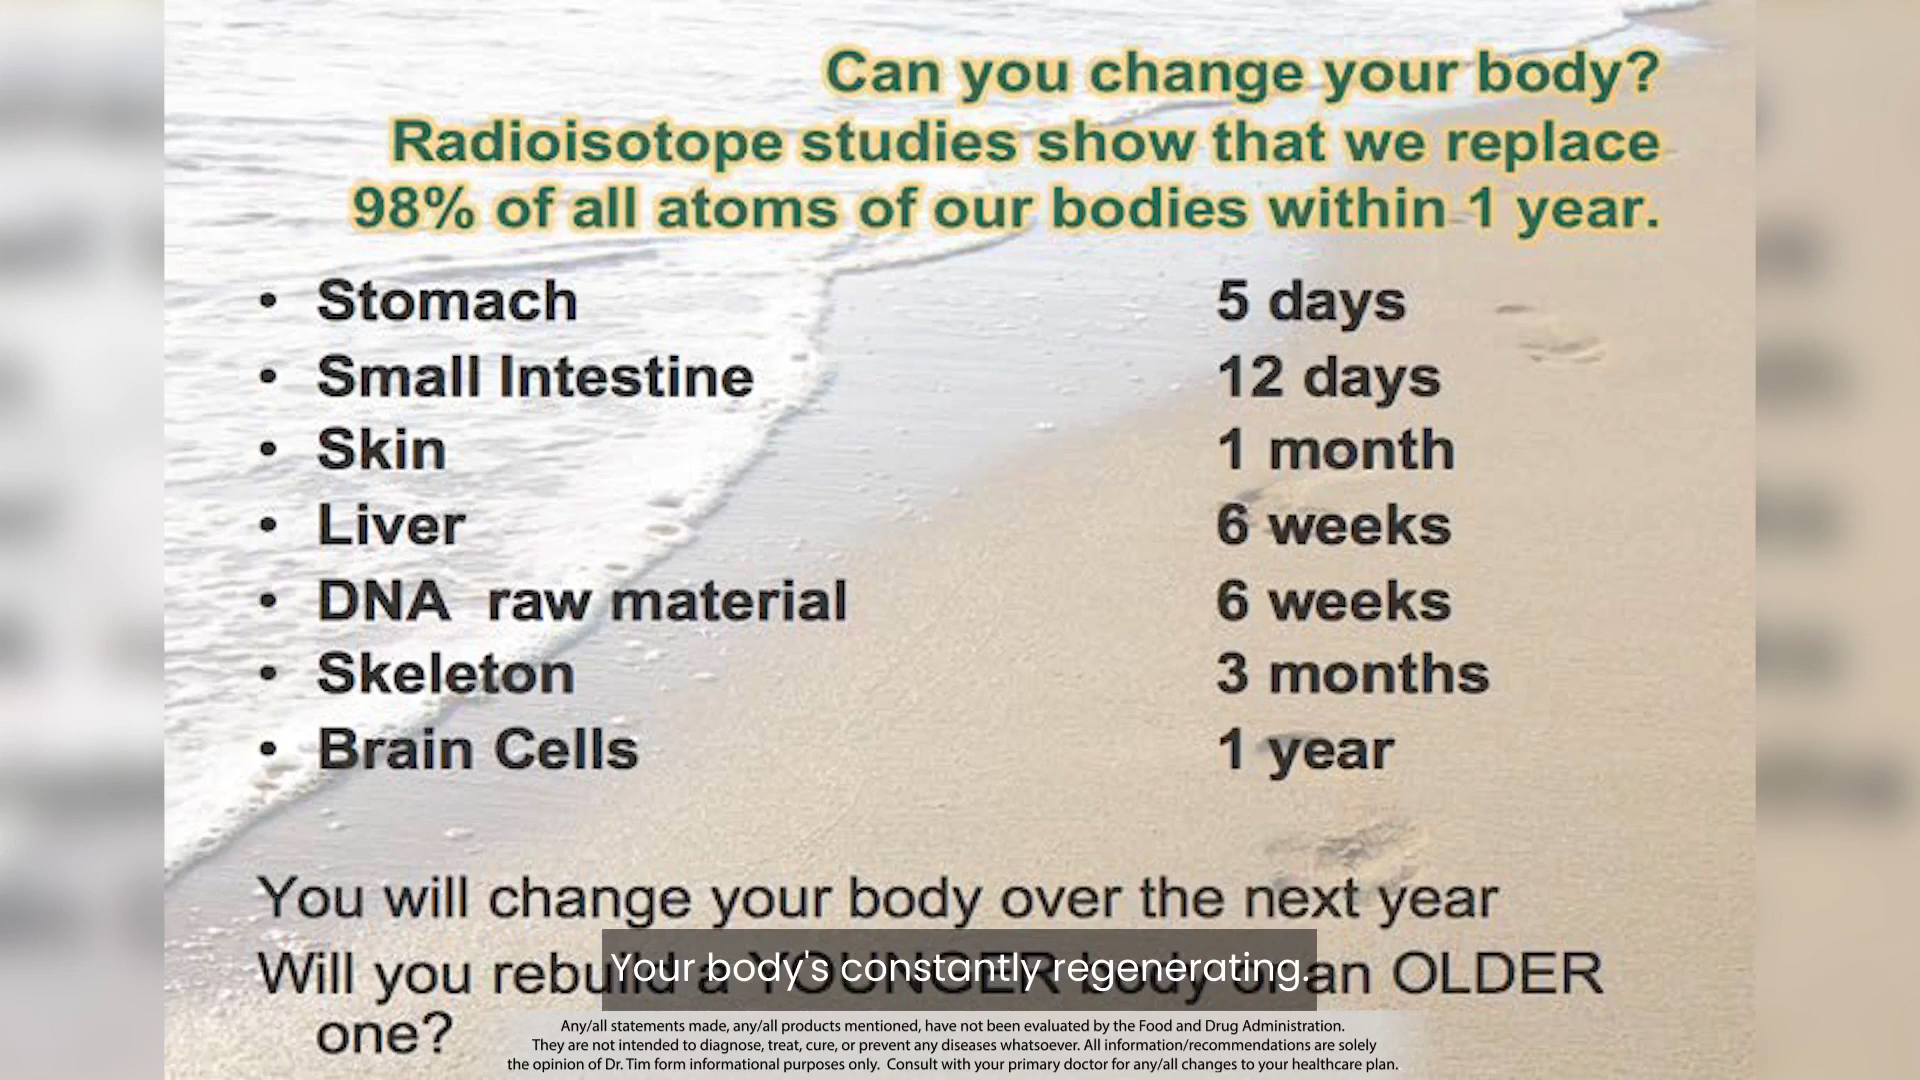 Can you change your body?
Radioisotope studies show that we replace
98% of all atoms of our bodies within 1 year.
• Stomach 5 days
• Small Intestine 12 days
• Skin 1 month
• Liver 6 weeks
• DNA raw material 6 weeks
• Skeleton 3 months
• Brain Cells 1 year
You will change your body over the next year
Will you rebuild a YOUNGER body or an OLDER
one?
Your body's constantly regenerating.
Any/all statements made, any/all products mentioned, have not been evaluated by the Food and Drug Administration.
They are not intended to diagnose, treat, cure, or prevent any diseases whatsoever. All information/recommendations are solely
the opinion of Dr. Tim form informational purposes only. Consult with your primary doctor for any/all changes to your healthcare plan.